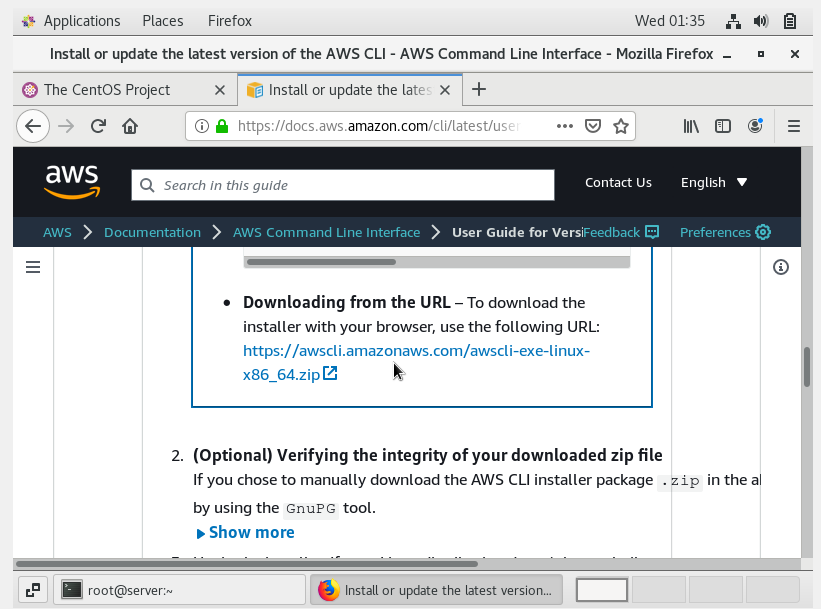 Applications Places Firefox Wed 01:35
Install or update the latest version of the AWS CLI - AWS Command Line Interface - Mozilla Firefox
The CentOS Project Install or update the lates
https://docs.aws.amazon.com/cli/latest/user
aws Search in this guide Contact Us English
AWS Documentation AWS Command Line Interface User Guide for Versi Feedback Preferences
• Downloading from the URL – To download the
installer with your browser, use the following URL:
https://awscli.amazonaws.com/awscli-exe-linux-
x86_64.zip
2. (Optional) Verifying the integrity of your downloaded zip file
If you chose to manually download the AWS CLI installer package .zip in the
by using the GnuPG tool.
Show more
root@server:~ Install or update the latest version...